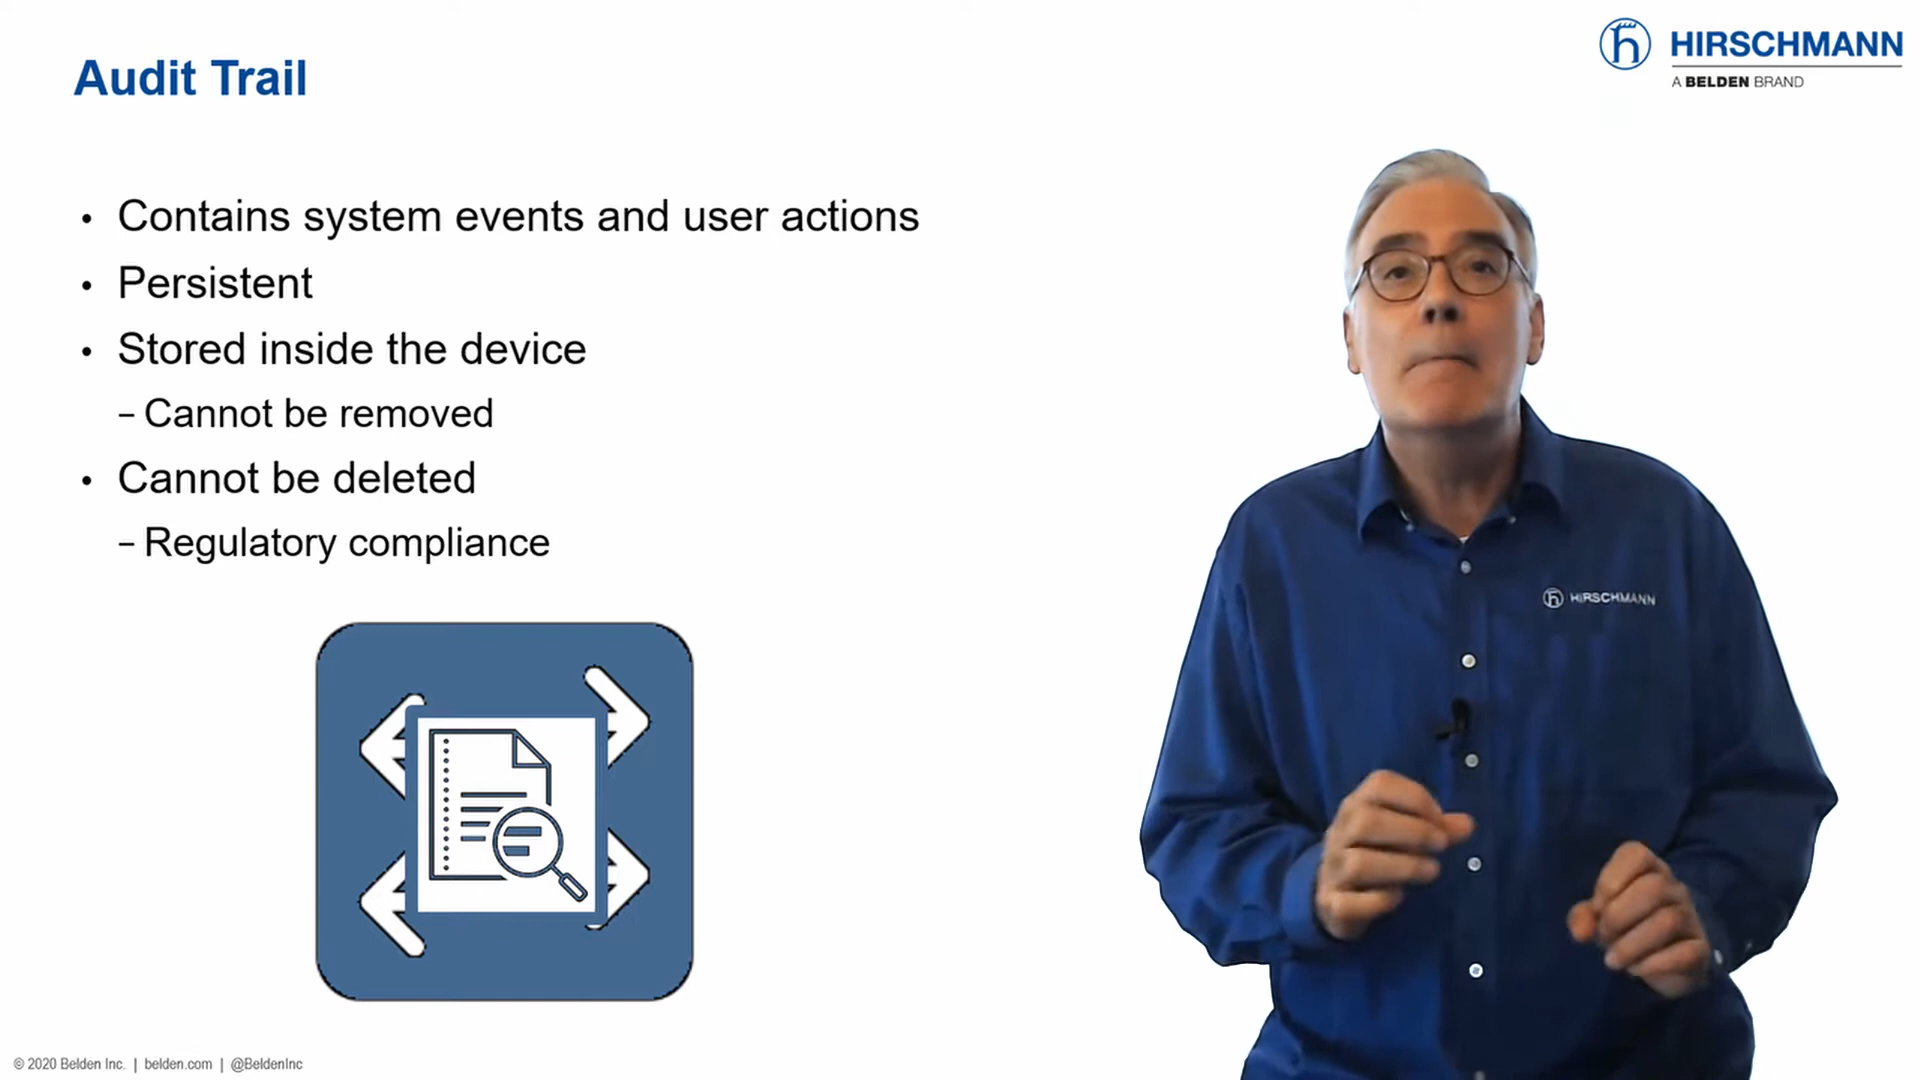 Audit Trail
HIRSCHMANN
A BELDEN BRAND
• Contains system events and user actions
• Persistent
• Stored inside the device
– Cannot be removed
• Cannot be deleted
– Regulatory compliance
HIRSCHMANN
© 2020 Belden Inc. | belden.com | @BeldenInc